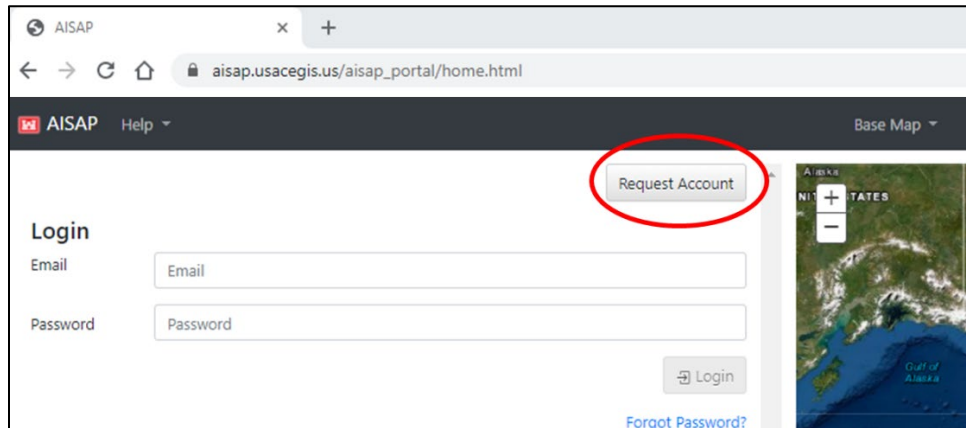 AISAP
aisap.usacegis.us/aisap_portal/home.html
AISAP Help Base Map
Request Account
Login
Email Email
Password Password
Login
Forgot Password?
Alaska
TATES
Gulf of
Alaska